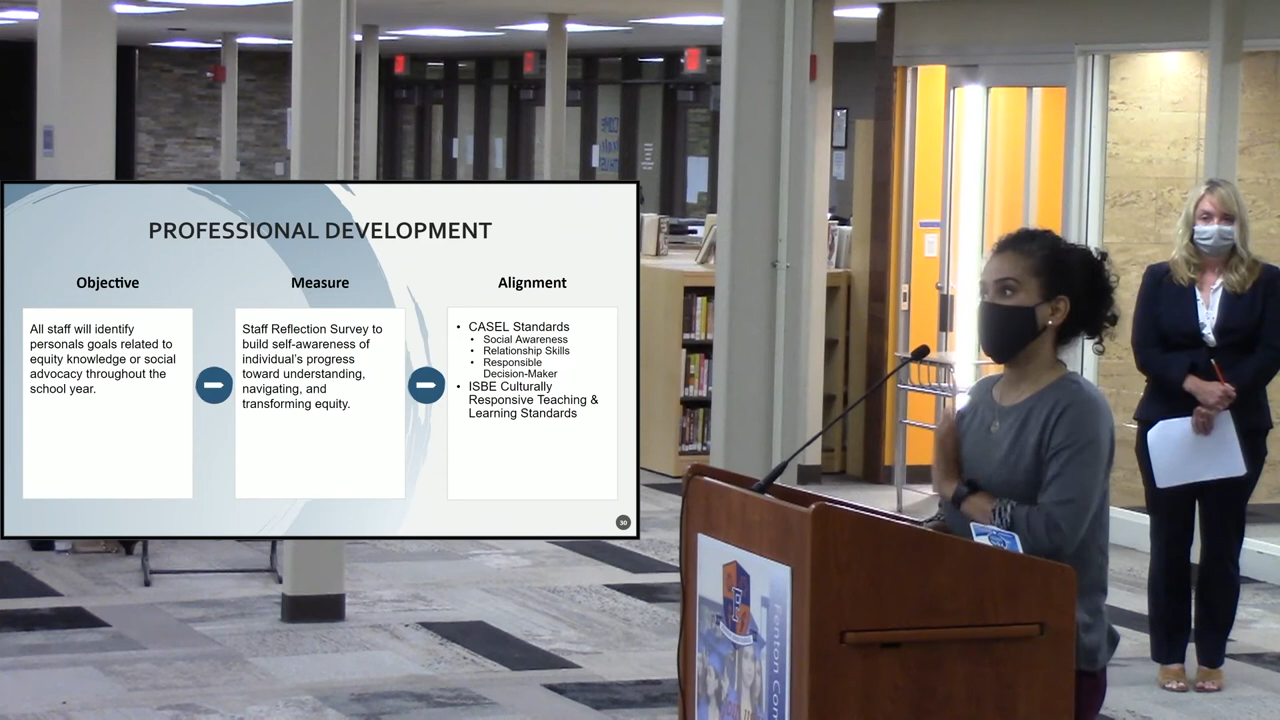 PROFESSIONAL DEVELOPMENT
Objective
All staff will identify
personals goals related to
equity knowledge or social
advocacy throughout the
school year.
Measure
Staff Reflection Survey to
build self-awareness of
individual's progress
toward understanding,
navigating, and
transforming equity.
Alignment
• CASEL Standards
• Social Awareness
• Relationship Skills
• Responsible
Decision-Maker
• ISBE Culturally
Responsive Teaching &
Learning Standards
30
Fenton Com